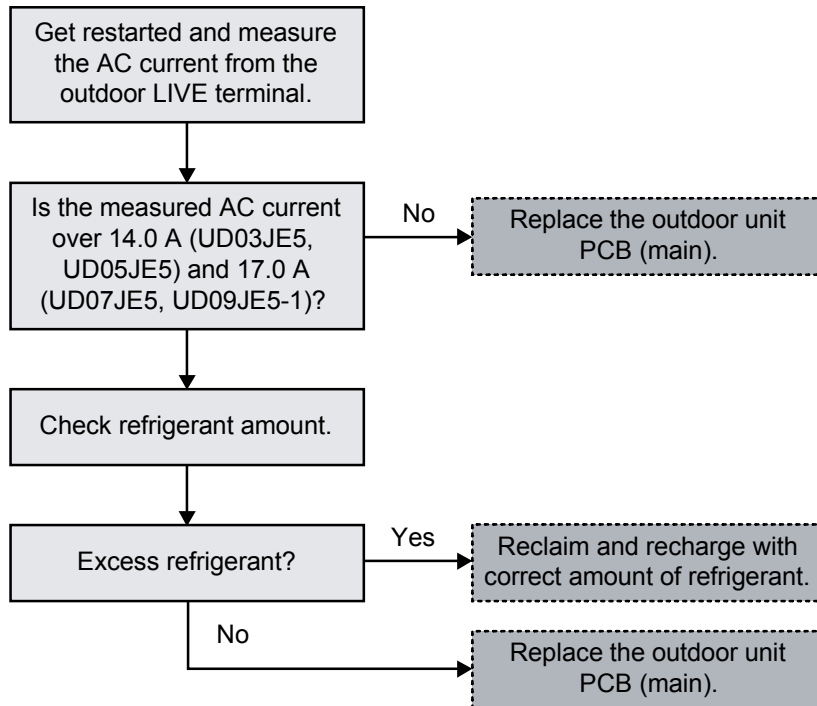 Get restarted and measure
the AC current from the
outdoor LIVE terminal.
Is the measured AC current
over 14.0 A (UD03JE5,
UD05JE5) and 17.0 A
(UD07JE5, UD09JE5-1)?
No
Replace the outdoor unit
PCB (main).
Check refrigerant amount.
Excess refrigerant?
Yes
Reclaim and recharge with
correct amount of refrigerant.
No
Replace the outdoor unit
PCB (main).